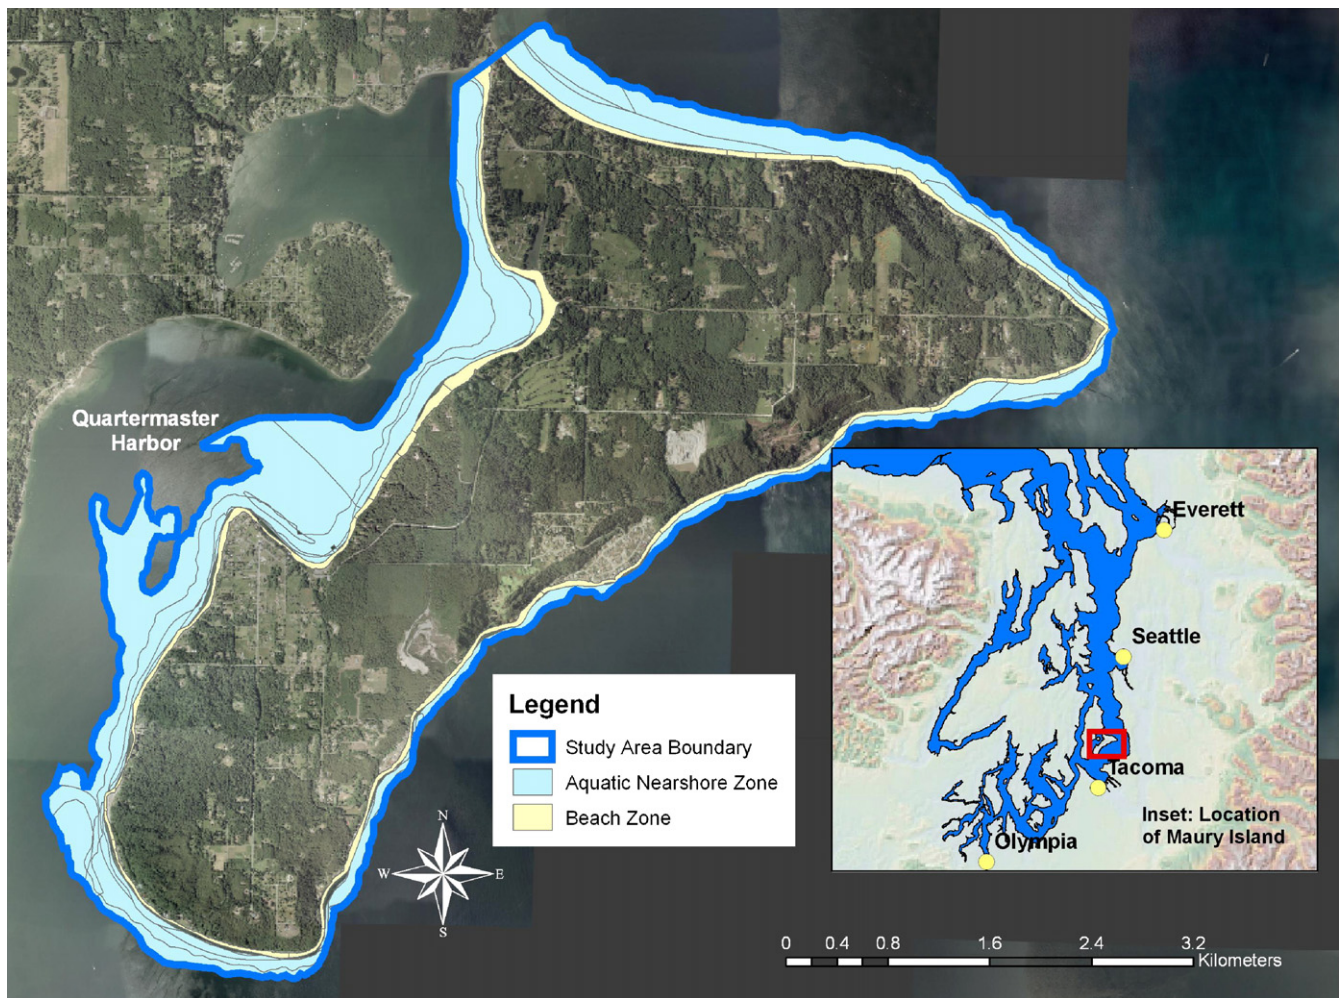 Quartermaster
Harbor
Legend
Study Area Boundary
Aquatic Nearshore Zone
Beach Zone
N
W
E
S
Everett
Seattle
Tacoma
Olympia
Inset: Location
of Maury Island
0 0.4 0.8 1.6 2.4 3.2
Kilometers